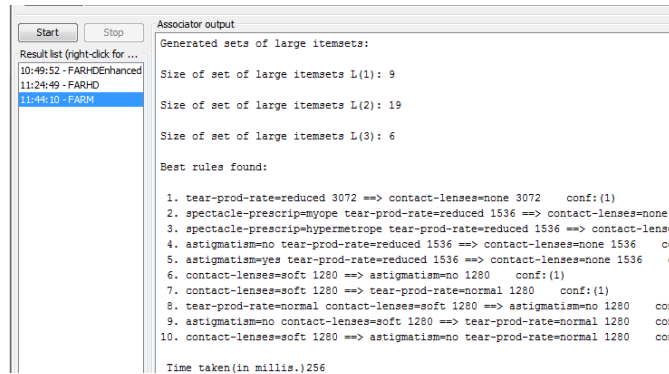 Start
Stop
Result list (right-click for ...
10:49:52 - FARHDEnhanced
11:24:49 - FARHD
11:44:10 - FARM
Associator output
Generated sets of large itemsets:
Size of set of large itemsets L(1): 9
Size of set of large itemsets L(2): 19
Size of set of large itemsets L(3): 6
Best rules found:
1. tear-prod-rate=reduced 3072 ==> contact-lenses=none 3072 conf:(1)
2. spectacle-prescrip=myope tear-prod-rate=reduced 1536 ==> contact-lenses=none
3. spectacle-prescrip=hypermetrope tear-prod-rate=reduced 1536 ==> contact-lens
4. astigmatism=no tear-prod-rate=reduced 1536 ==> contact-lenses=none 1536 co
5. astigmatism=yes tear-prod-rate=reduced 1536 ==> contact-lenses=none 1536
6. contact-lenses=soft 1280 ==> astigmatism=no 1280 conf:(1)
7. contact-lenses=soft 1280 ==> tear-prod-rate=normal 1280 conf:(1)
8. tear-prod-rate=normal contact-lenses=soft 1280 ==> astigmatism=no 1280 con
9. astigmatism=no contact-lenses=soft 1280 ==> tear-prod-rate=normal 1280 con
10. contact-lenses=soft 1280 ==> astigmatism=no tear-prod-rate=normal 1280 con
Time taken(in millis.)256